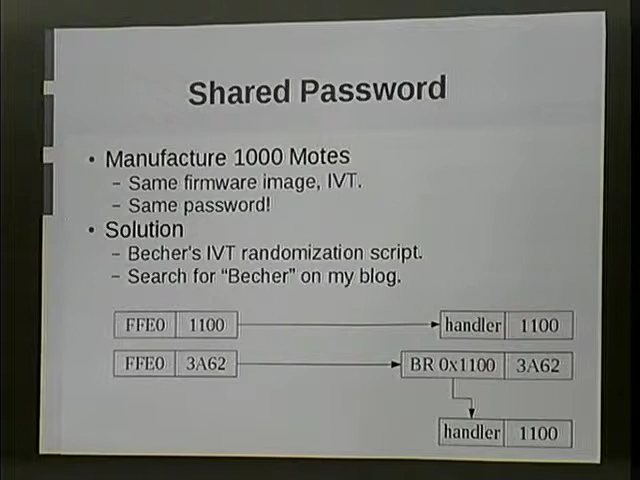 Shared Password
• Manufacture 1000 Motes
– Same firmware image, IVT.
– Same password!
• Solution
– Becher's IVT randomization script.
– Search for “Becher” on my blog.
FFE0 1100 handler 1100
FFE0 3A62 BR 0x1100 3A62
handler 1100